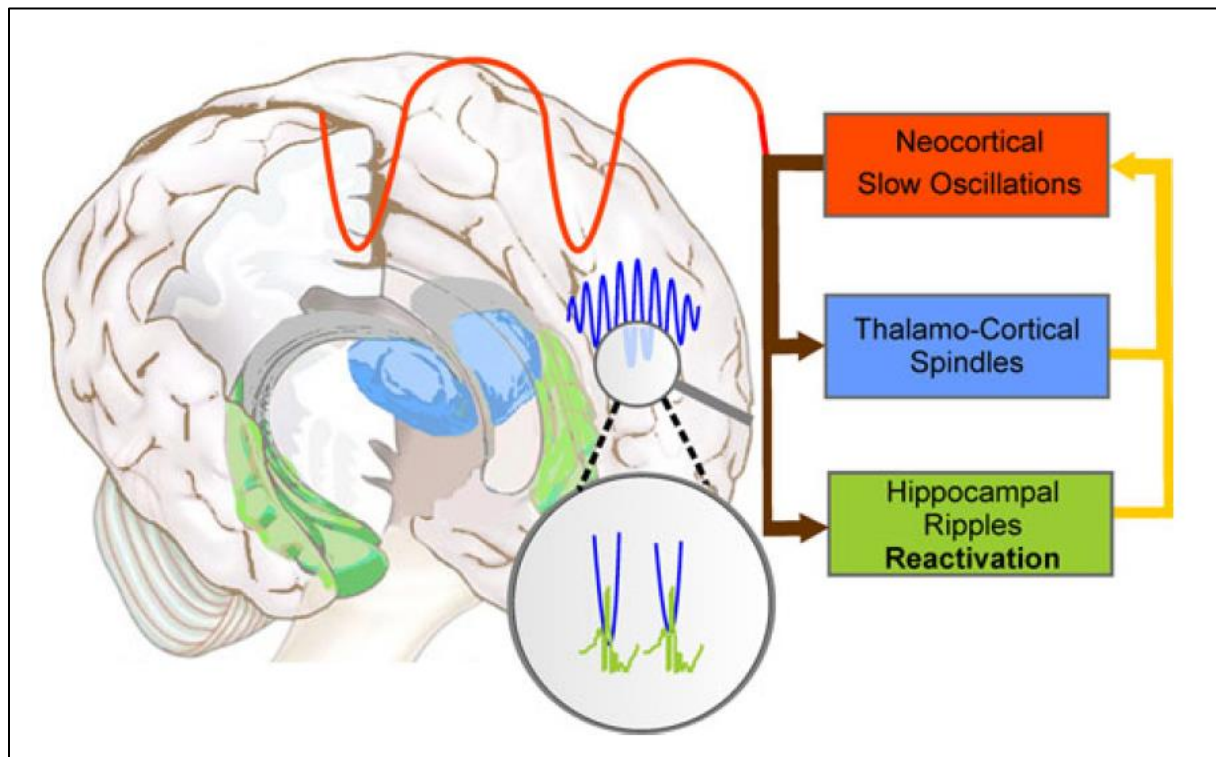 Neocortical
Slow Oscillations
Thalamo-Cortical
Spindles
Hippocampal
Ripples
Reactivation